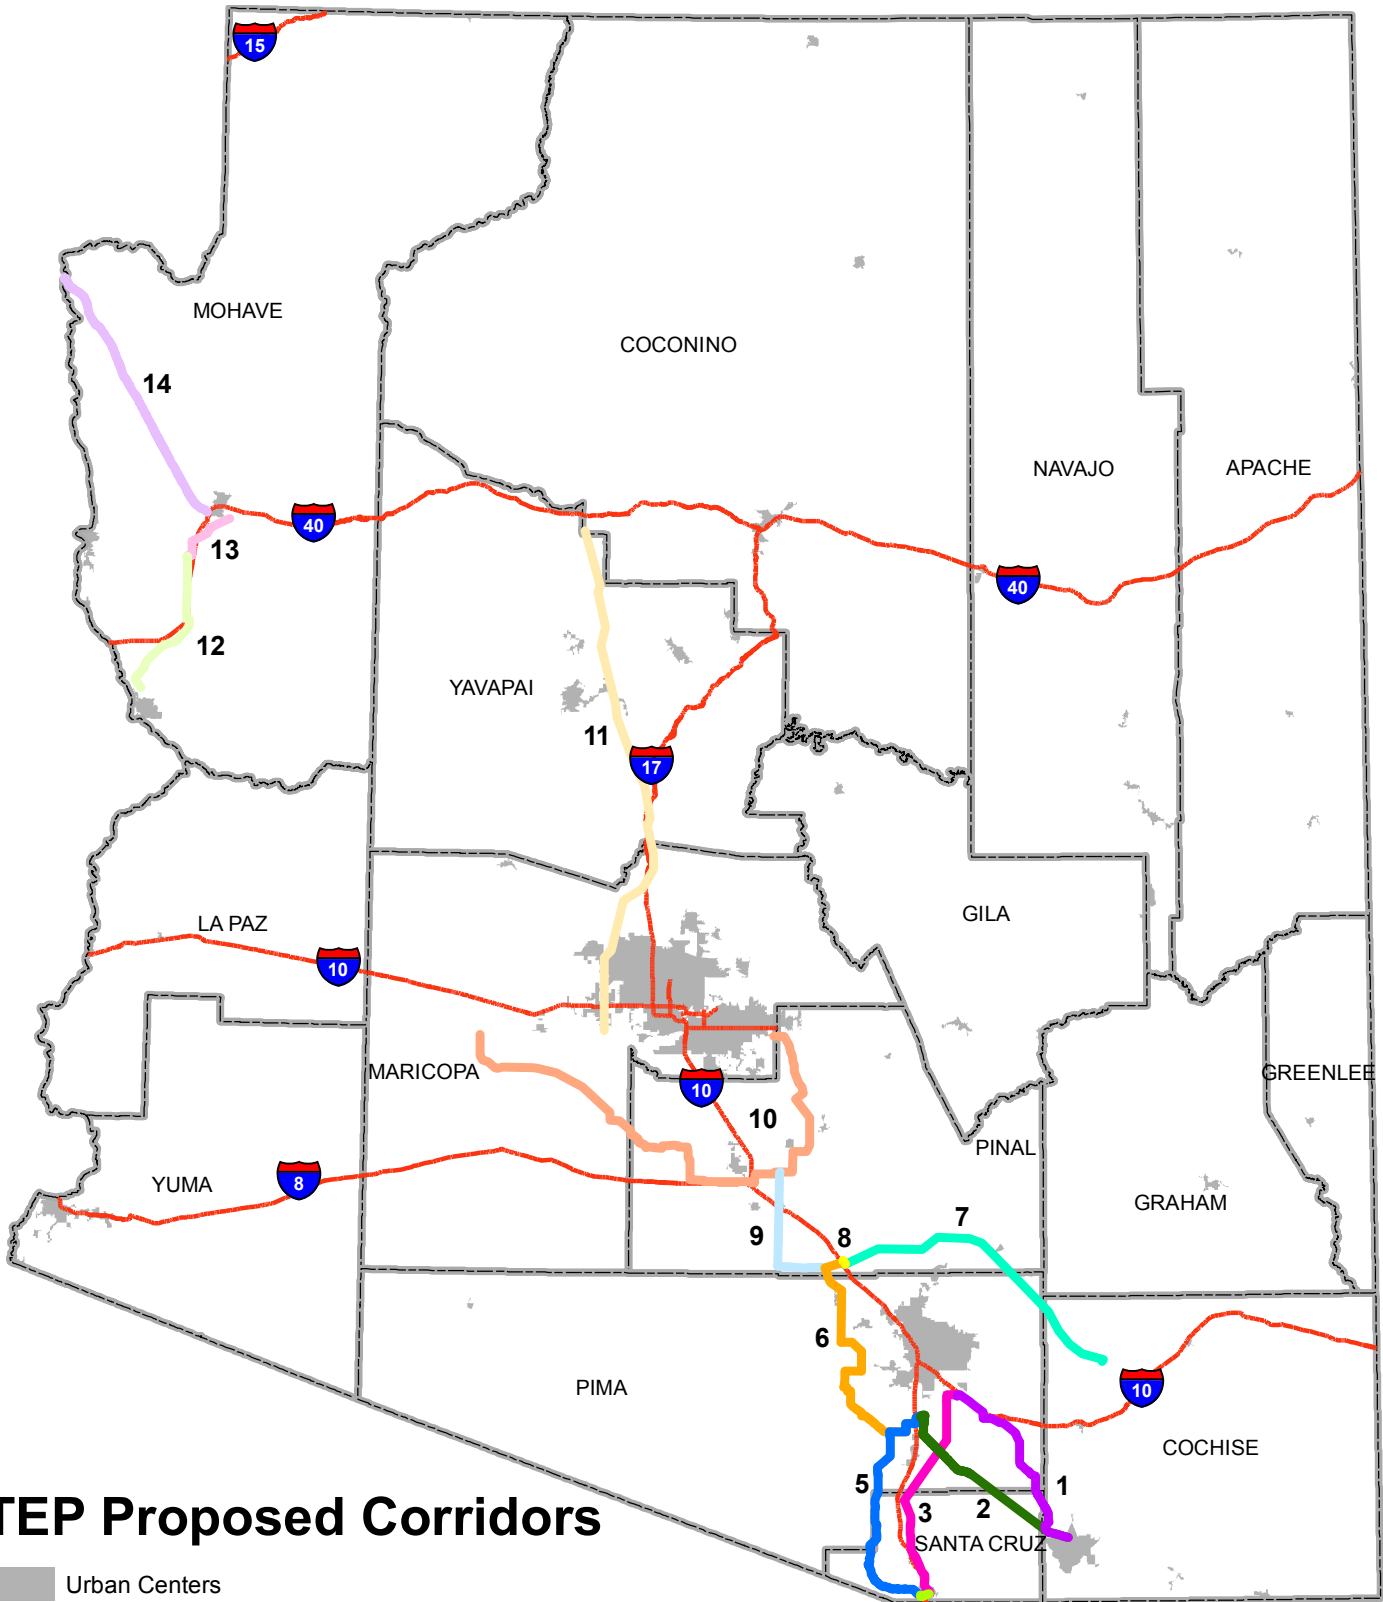 15
MOHAVE
COCONINO
14
NAVAJO
APACHE
40
13
40
12
YAVAPAI
11
17
LA PAZ
GILA
10
MARICOPA
GREENLEE
10
10
PINAL
YUMA
8
GRAHAM
7
9
8
6
PIMA
10
COCHISE
5
1
3
2
TEP Proposed Corridors
SANTA CRUZ
Urban Centers